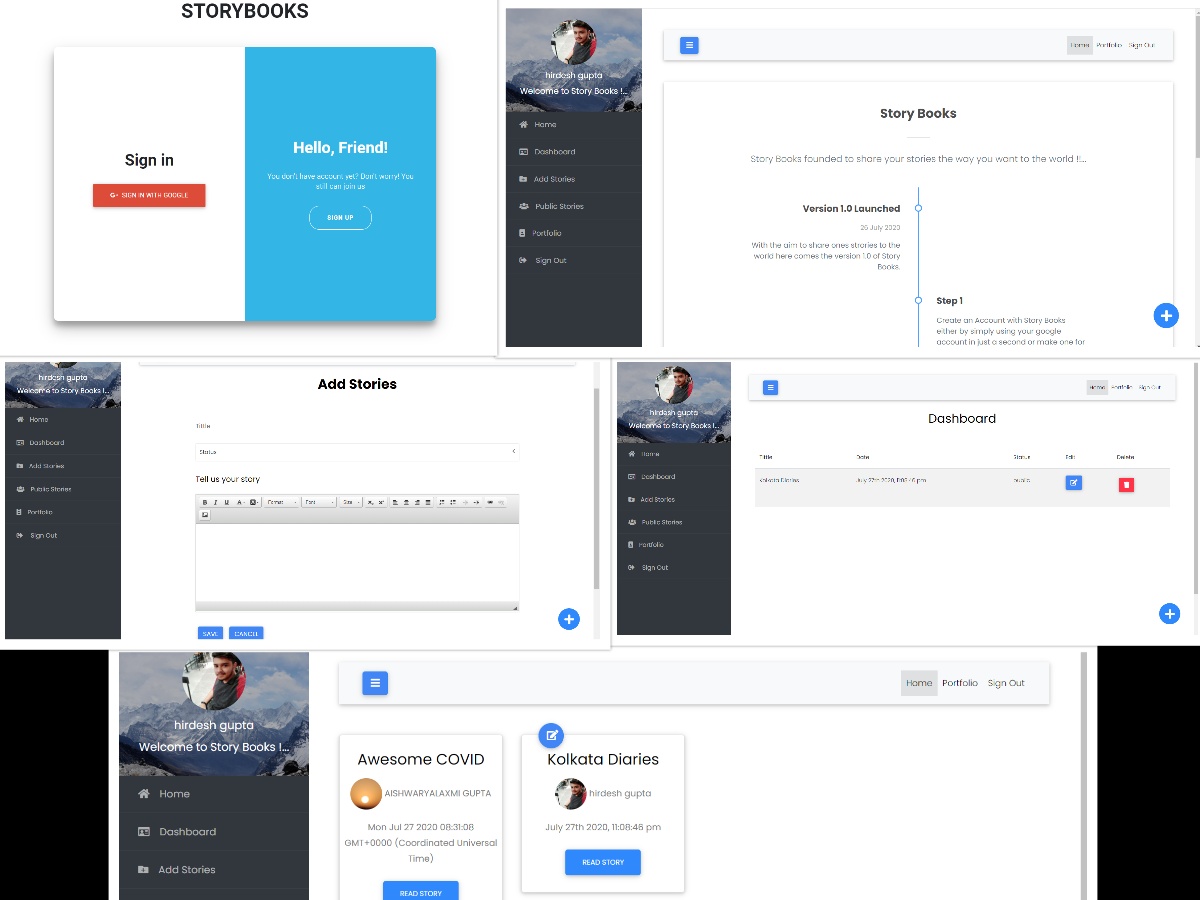 STORYBOOKS
Sign in
G+ SIGN IN WITH GOOGLE
Hello, Friend!
You don't have account yet? Don't worry! You
still can join us
SIGN UP
hirdesh gupta
Welcome to Story Books !...
Home
Dashboard
Add Stories
Public Stories
Portfolio
Sign Out
Home Portfolio Sign Out
Story Books
Story Books founded to share your stories the way you want to the world !!...
Version 1.0 Launched
26 July 2020
With the aim to share ones strories to the
world here comes the version 1.0 of Story
Books.
Step 1
Create an Account with Story Books
either by simply using your google
account in just a second or make one for
hirdesh gupta
Welcome to Story Books !...
Home
Dashboard
Add Stories
Public Stories
Portfolio
Sign Out
Add Stories
Title
Status
Tell us your story
B I U A A Format Font Size
SAVE CANCEL
hirdesh gupta
Welcome to Story Books !...
Home
Dashboard
Add Stories
Public Stories
Portfolio
Sign Out
Home Portfolio Sign Out
Dashboard
Title Date Status Edit Delete
Kolkata Diaries July 27th 2020, 11:08:46 pm public
hirdesh gupta
Welcome to Story Books !...
Home
Dashboard
Add Stories
Home Portfolio Sign Out
Awesome COVID
AISHWARYALAXMI GUPTA
Mon Jul 27 2020 08:31:08
GMT+0000 (Coordinated Universal
Time)
READ STORY
Kolkata Diaries
hirdesh gupta
July 27th 2020, 11:08:46 pm
READ STORY